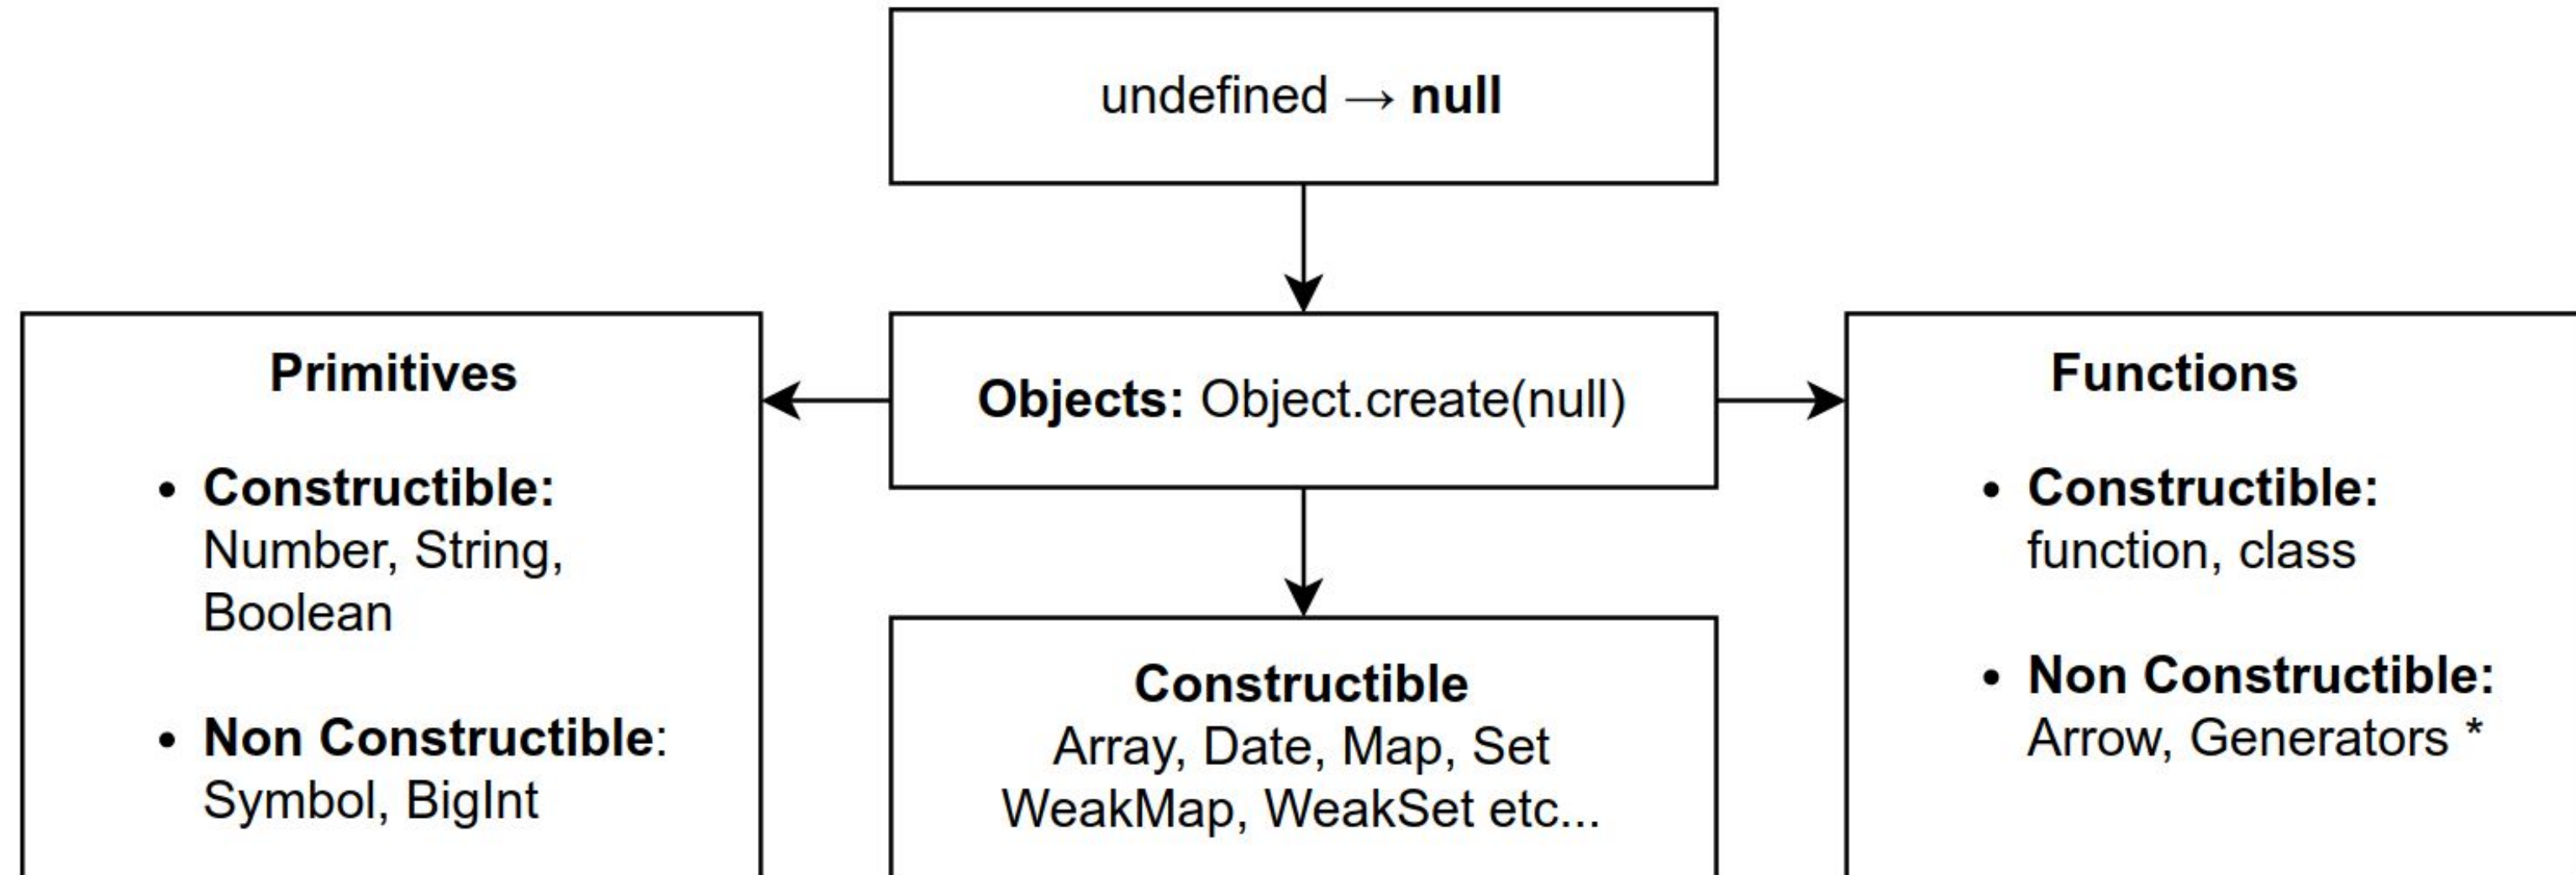 undefined → null
Primitives
• Constructible:
Number, String,
Boolean
• Non Constructible:
Symbol, BigInt
Objects: Object.create(null)
Constructible
Array, Date, Map, Set
WeakMap, WeakSet etc...
Functions
• Constructible:
function, class
• Non Constructible:
Arrow, Generators *